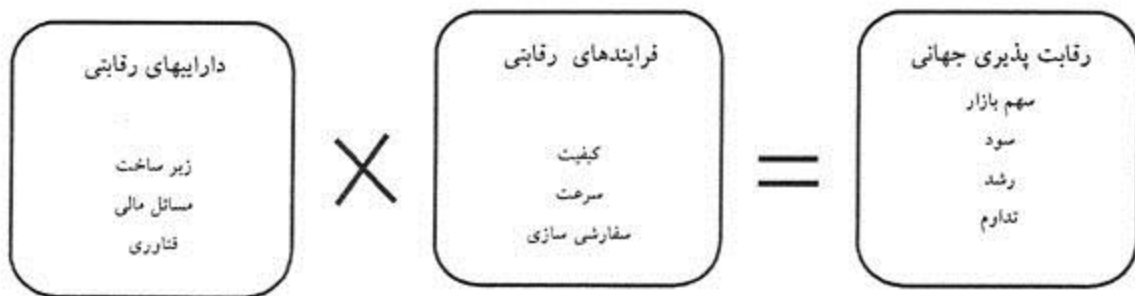 داراییهای رقابتی
زیر ساخت
مسائل مالی
فناوری
×
فرایندهای رقابتی
کیفیت
سرعت
سفارشی سازی
=
رقابت پذیری جهانی
سهم بازار
سود
رشد
تداوم